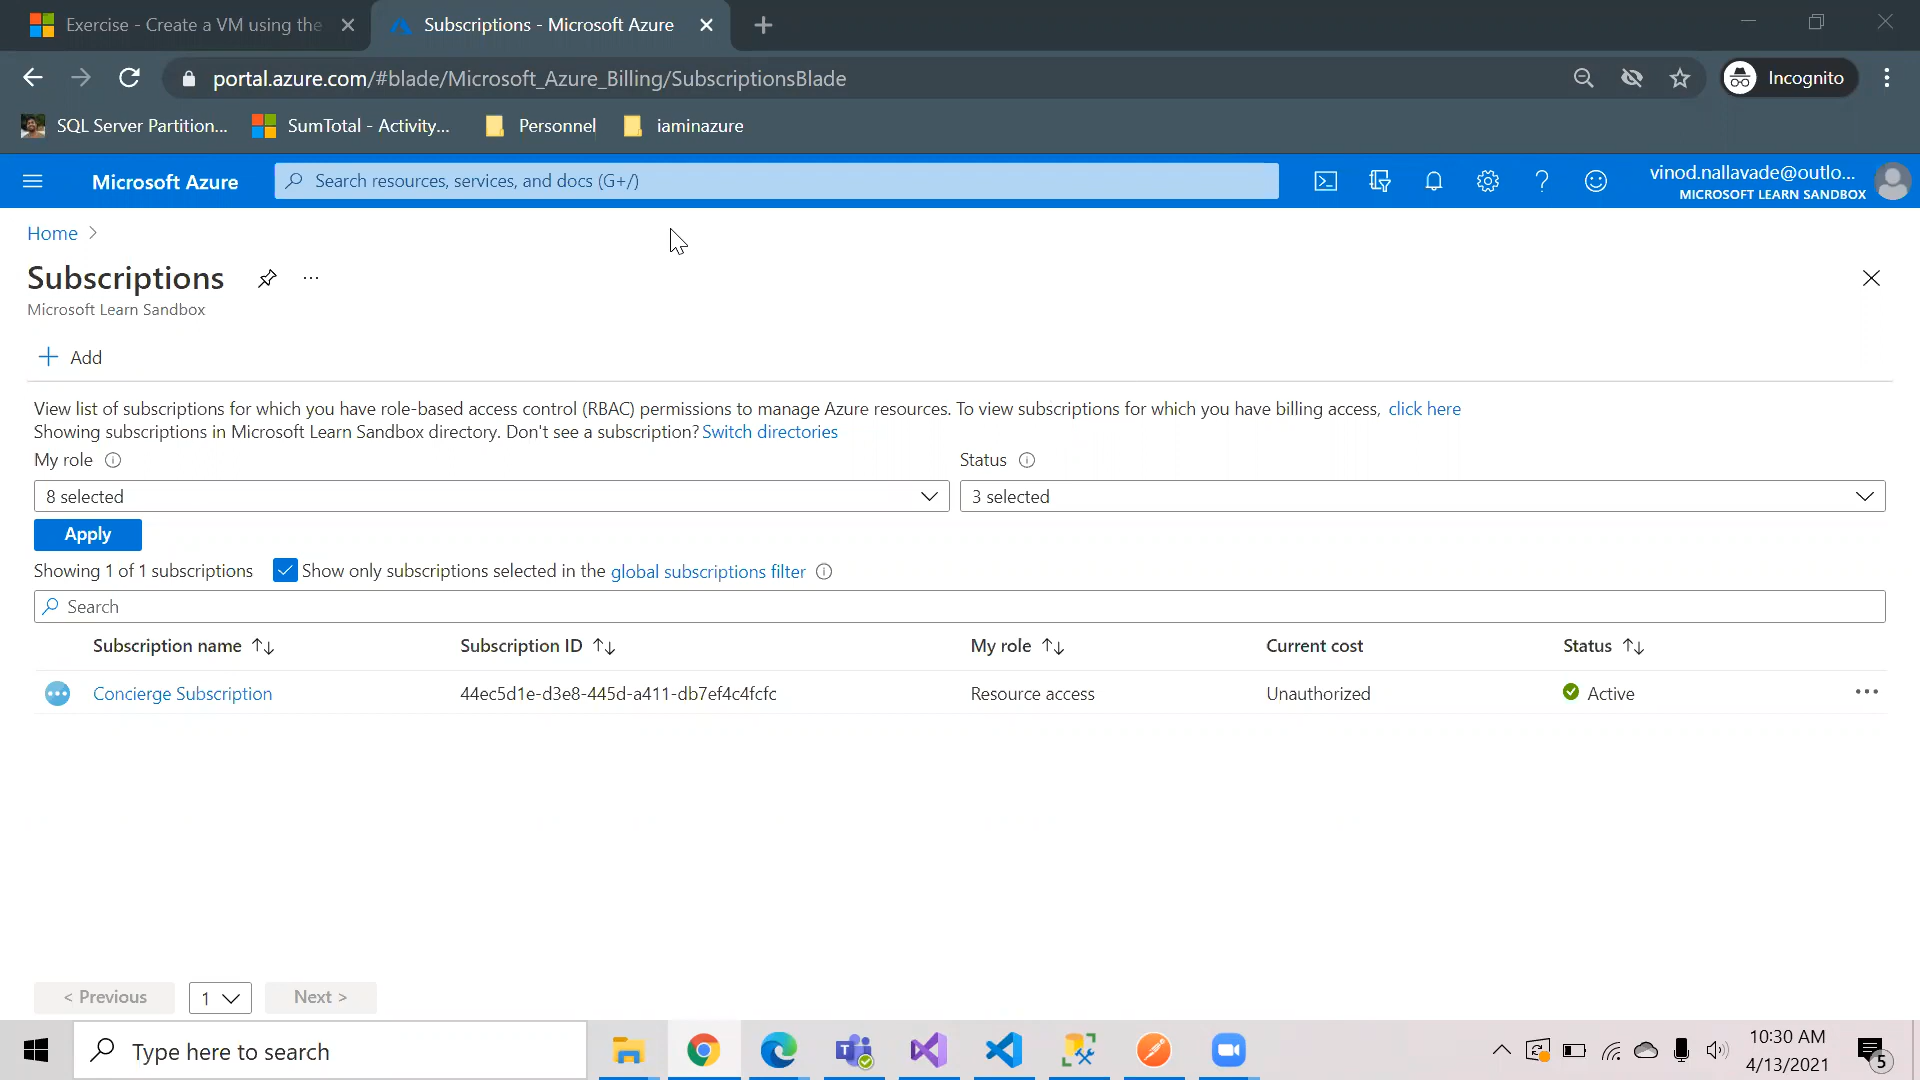 Exercise - Create a VM using the
Subscriptions - Microsoft Azure
portal.azure.com/#blade/Microsoft_Azure_Billing/SubscriptionsBlade
Incognito
SQL Server Partition...
SumTotal - Activity...
Personnel
iaminazure
Microsoft Azure
Search resources, services, and docs (G+/)
vinod.nallavade@outlo...
MICROSOFT LEARN SANDBOX
Home
Subscriptions
Microsoft Learn Sandbox
Add
View list of subscriptions for which you have role-based access control (RBAC) permissions to manage Azure resources. To view subscriptions for which you have billing access, click here
Showing subscriptions in Microsoft Learn Sandbox directory. Don't see a subscription? Switch directories
My role
Status
8 selected
3 selected
Apply
Showing 1 of 1 subscriptions
Show only subscriptions selected in the global subscriptions filter
Search
Subscription name
Subscription ID
My role
Current cost
Status
Concierge Subscription
44ec5d1e-d3e8-445d-a411-db7ef4c4fcfc
Resource access
Unauthorized
Active
< Previous
1
Next >
Type here to search
10:30 AM
4/13/2021
5